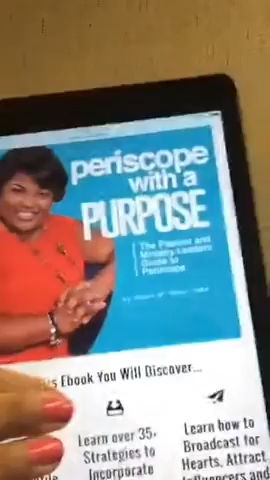 periscope
with a
PURPOSE
The Pastors and
Ministry Leaders
Guide to
Periscope
Ebook You Will Discover...
Learn over 35+
Strategies to
Incorporate
Learn how to
Broadcast for
Hearts, Attract
Influencers and